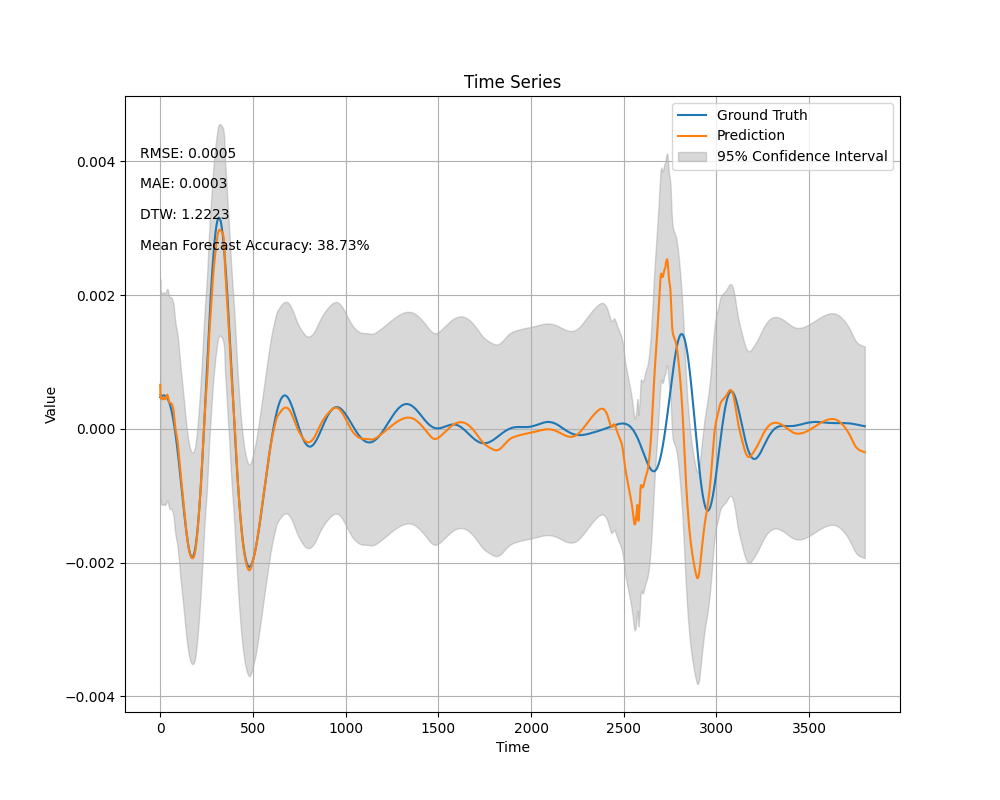 Time Series
Ground Truth
Prediction
95% Confidence Interval
RMSE: 0.0005
MAE: 0.0003
DTW: 1.2223
Mean Forecast Accuracy: 38.73%
0.004
0.002
0.000
−0.002
−0.004
Value
0 500 1000 1500 2000 2500 3000 3500
Time